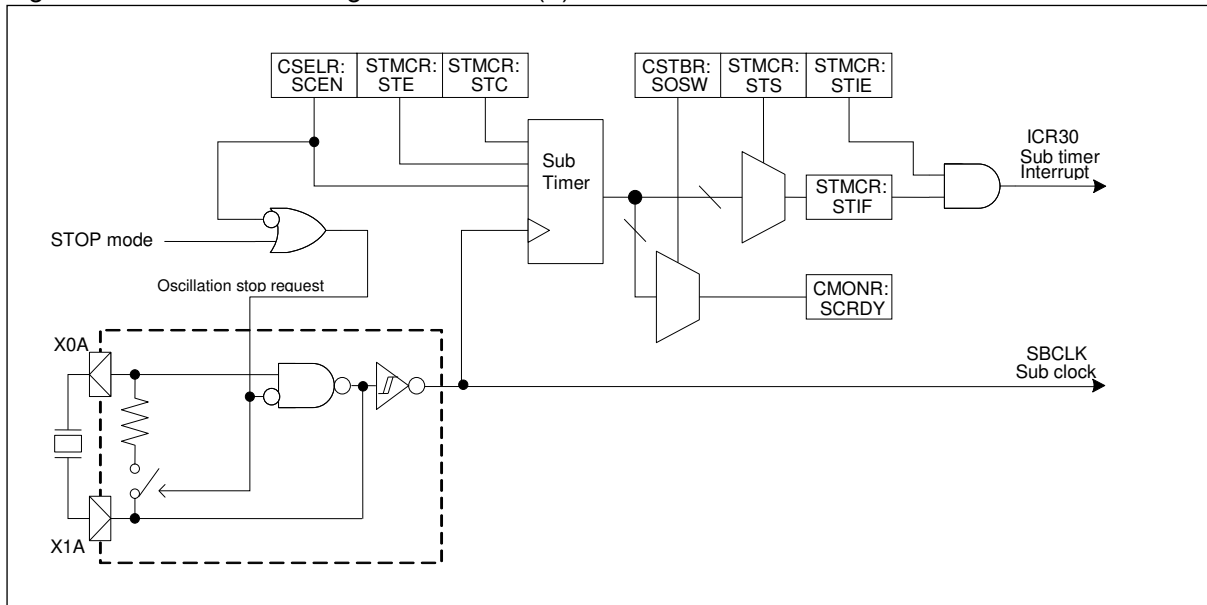 CSELR:
SCEN
STMCR:
STE
STMCR:
STC
CSTBR:
SOSW
STMCR:
STS
STMCR:
STIE
Sub
Timer
ICR30
Sub timer
Interrupt
STMCR:
STIF
STOP mode
Oscillation stop request
CMONR:
SCRDY
X0A
SBCLK
Sub clock
X1A